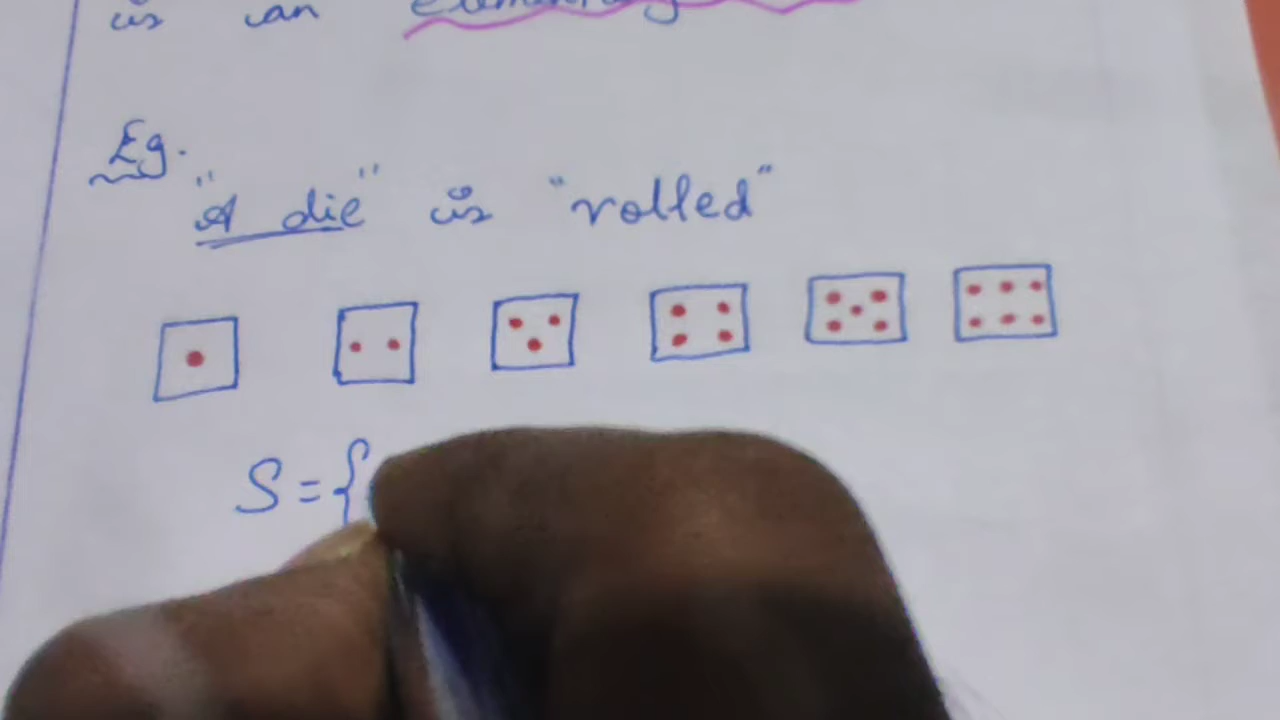 is an
Eg.
"A die" is "rolled"
S = {